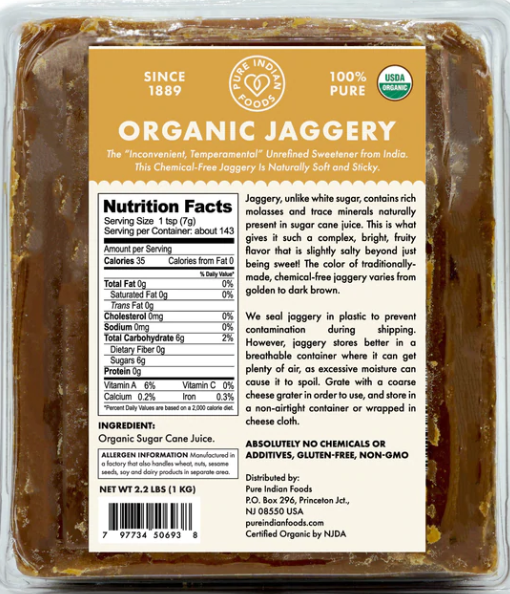 SINCE
1889
PURE INDIAN
FOODS
100%
PURE
USDA
ORGANIC
ORGANIC JAGGERY
The "Inconvenient, Temperamental" Unrefined Sweetener from India.
This Chemical-Free Jaggery Is Naturally Soft and Sticky.
Nutrition Facts
Serving Size 1 tsp (7g)
Serving per Container: about 143
Amount per Serving
Calories 35 Calories from Fat 0
% Daily Value*
Total Fat 0g 0%
Saturated Fat 0g 0%
Trans Fat 0g
Cholesterol 0mg 0%
Sodium 0mg 0%
Total Carbohydrate 6g 2%
Dietary Fiber 0g
Sugars 6g
Protein 0g
Vitamin A 6% Vitamin C 0%
Calcium 0.2% Iron 0.3%
*Percent Daily Values are based on a 2,000 calorie diet.
INGREDIENT:
Organic Sugar Cane Juice.
ALLERGEN INFORMATION Manufactured in
a factory that also handles wheat, nuts, sesame
seeds, soy and dairy products in separate area.
NET WT 2.2 LBS (1 KG)
7 97734 50693 8
Jaggery, unlike white sugar, contains rich
molasses and trace minerals naturally
present in sugar cane juice. This is what
gives it such a complex, bright, fruity
flavor that is slightly salty beyond just
being sweet! The color of traditionally-
made, chemical-free jaggery varies from
golden to dark brown.
We seal jaggery in plastic to prevent
contamination during shipping.
However, jaggery stores better in a
breathable container where it can get
plenty of air, as excessive moisture can
cause it to spoil. Grate with a coarse
cheese grater in order to use, and store in
a non-airtight container or wrapped in
cheese cloth.
ABSOLUTELY NO CHEMICALS OR
ADDITIVES, GLUTEN-FREE, NON-GMO
Distributed by:
Pure Indian Foods
P.O. Box 296, Princeton Jct.,
NJ 08550 USA
pureindianfoods.com
Certified Organic by NJDA